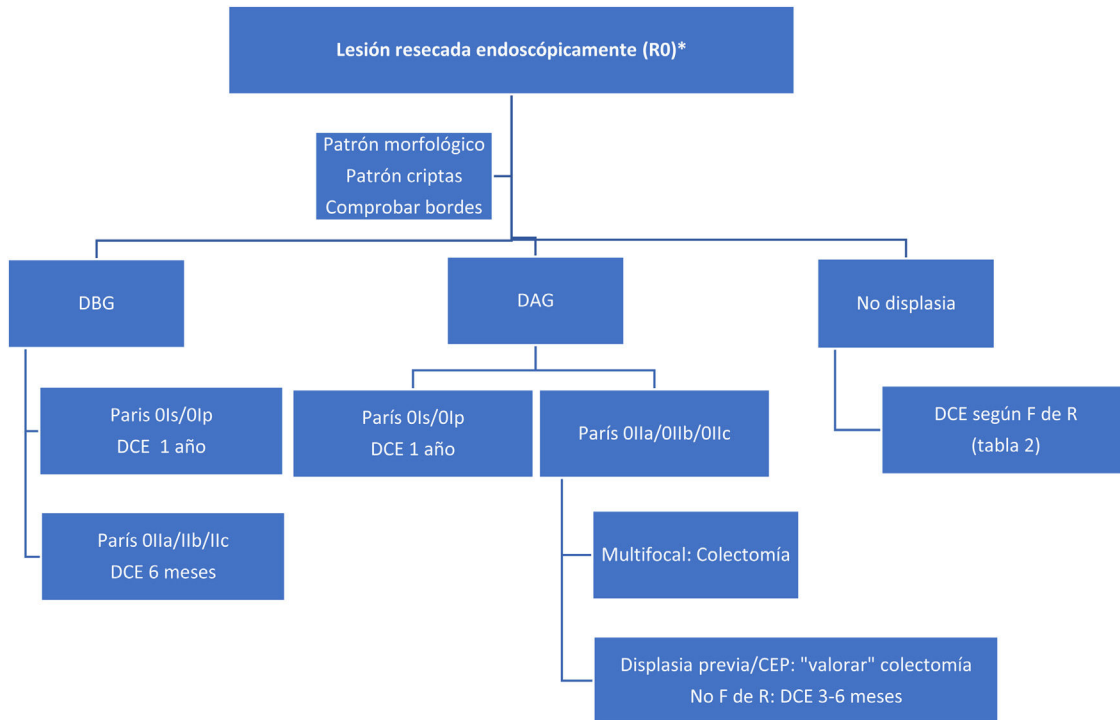 Lesión resecada endoscópicamente (R0)*
Patrón morfológico
Patrón criptas
Comprobar bordes
DBG
DAG
No displasia
Paris 0Is/0Ip
DCE 1 año
París 0Is/0Ip
DCE 1 año
París 0IIa/0IIb/0IIc
DCE según F de R
(tabla 2)
París 0IIa/IIb/IIc
DCE 6 meses
Multifocal: Colectomía
Displasia previa/CEP: "valorar" colectomía
No F de R: DCE 3-6 meses